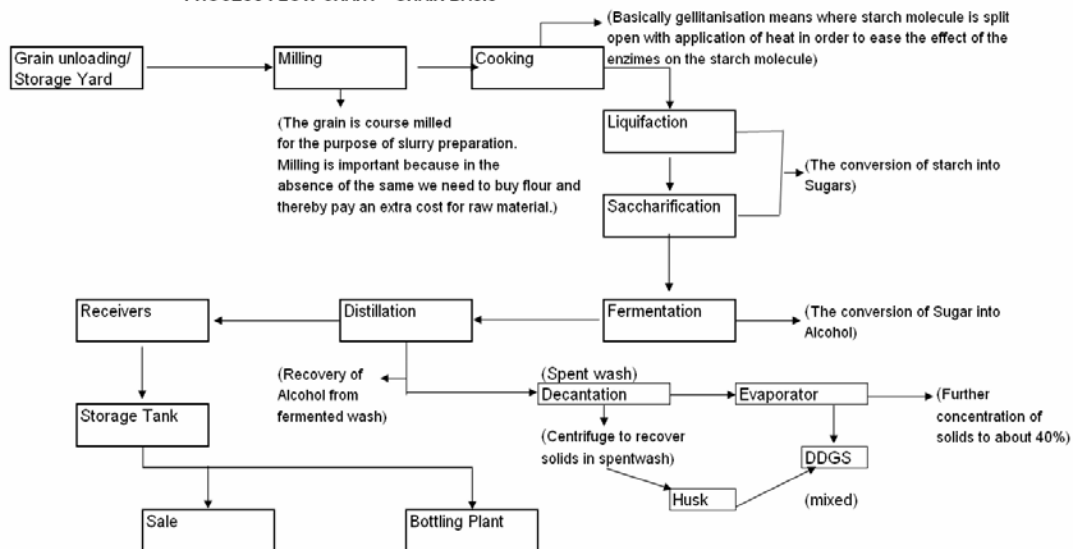 (Basically gellitanisation means where starch molecule is split
open with application of heat in order to ease the effect of the
enzimes on the starch molecule)
Grain unloading/
Storage Yard
Milling
Cooking
(The grain is course milled
for the purpose of slurry preparation.
Milling is important because in the
absence of the same we need to buy flour and
thereby pay an extra cost for raw material.)
Liquifaction
(The conversion of starch into
Sugars)
Saccharification
Receivers
Distillation
Fermentation
(The conversion of Sugar into
Alcohol)
(Recovery of
Alcohol from
fermented wash)
(Spent wash)
Decantation
Evaporator
(Further
concentration of
solids to about 40%)
Storage Tank
(Centrifuge to recover
solids in spentwash)
DDGS
Husk
(mixed)
Sale
Bottling Plant